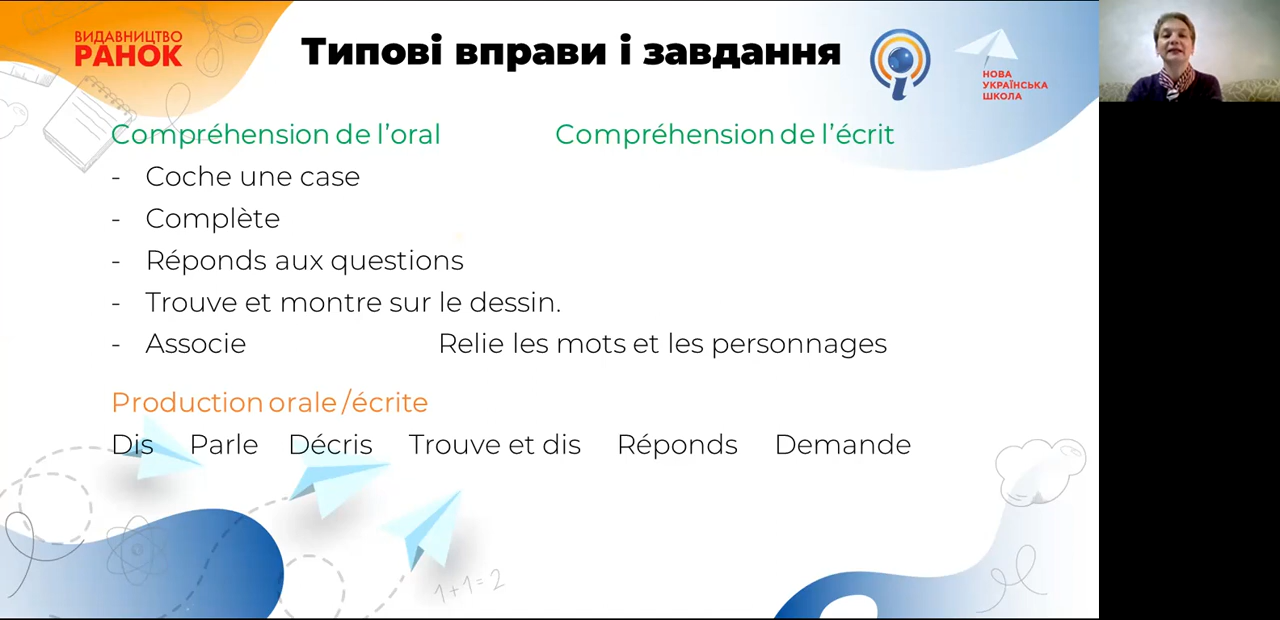 ВИДАВНИЦТВО
РАНОК
Типові вправи і завдання
НОВА
УКРАЇНСЬКА
ШКОЛА
Compréhension de l’oral Compréhension de l’écrit
- Coche une case
- Complète
- Réponds aux questions
- Trouve et montre sur le dessin.
- Associe Relie les mots et les personnages
Production orale /écrite
Dis Parle Décris Trouve et dis Réponds Demande
1+1=2